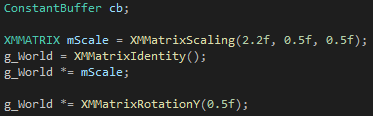 ConstantBuffer cb;
XMMATRIX mScale = XMMatrixScaling(2.2f, 0.5f, 0.5f);
g_World = XMMatrixIdentity();
g_World *= mScale;
g_World *= XMMatrixRotationY(0.5f);